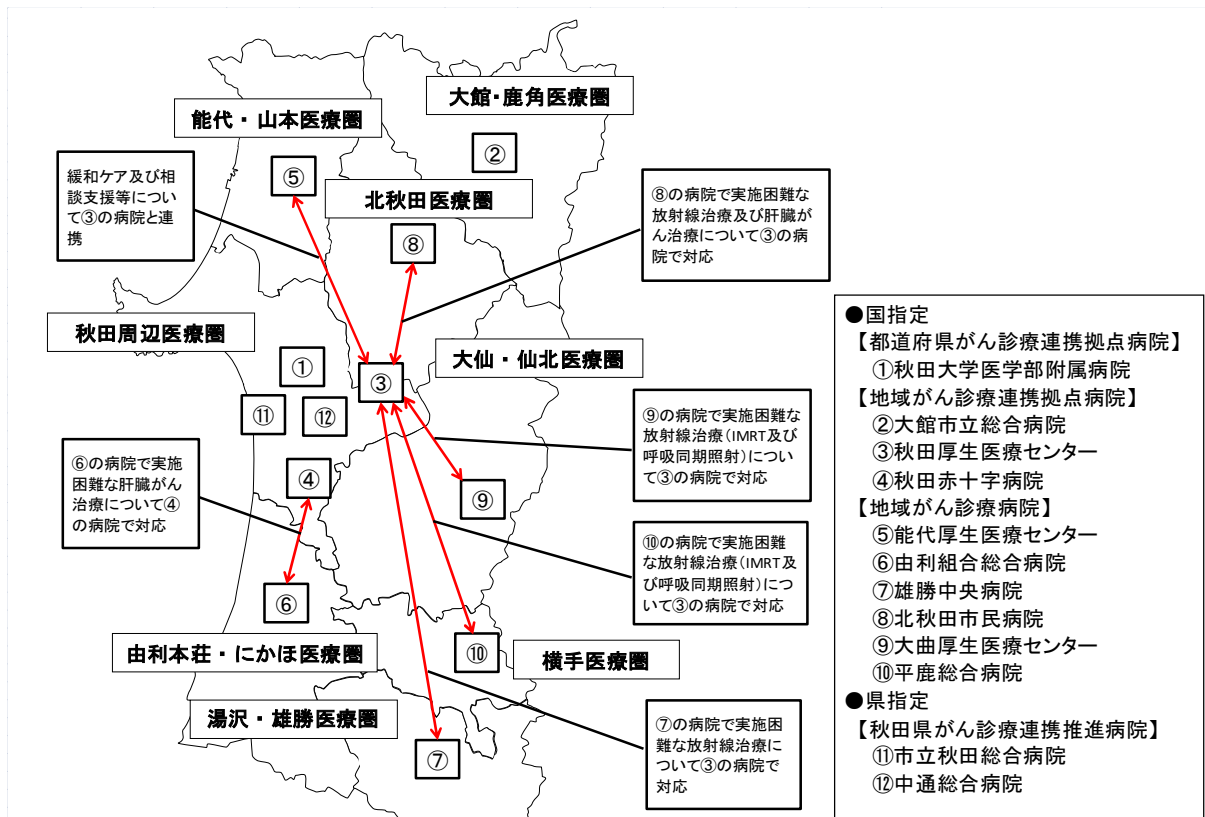 大館・鹿角医療圏
能代・山本医療圏
②
緩和ケア及び相
談支援等につい
て③の病院と連
携
⑤
北秋田医療圏
⑧の病院で実施困難な
放射線治療及び肝臓が
ん治療について③の病
院で対応
⑧
秋田周辺医療圏
大仙・仙北医療圏
①
③
⑪
⑫
⑨の病院で実施困難な
放射線治療(IMRT及び
呼吸同期照射)につい
て③の病院で対応
⑥の病院で実施
困難な肝臓がん
治療について④
の病院で対応
④
⑨
⑩の病院で実施困難
な放射線治療(IMRT及
び呼吸同期照射)につ
いて③の病院で対応
⑥
由利本荘・にかほ医療圏
⑩
横手医療圏
湯沢・雄勝医療圏
⑦
⑦の病院で実施困
難な放射線治療に
ついて③の病院で
対応
●国指定
【都道府県がん診療連携拠点病院】
①秋田大学医学部附属病院
【地域がん診療連携拠点病院】
②大館市立総合病院
③秋田厚生医療センター
④秋田赤十字病院
【地域がん診療病院】
⑤能代厚生医療センター
⑥由利組合総合病院
⑦雄勝中央病院
⑧北秋田市民病院
⑨大曲厚生医療センター
⑩平鹿総合病院
●県指定
【秋田県がん診療連携推進病院】
⑪市立秋田総合病院
⑫中通総合病院